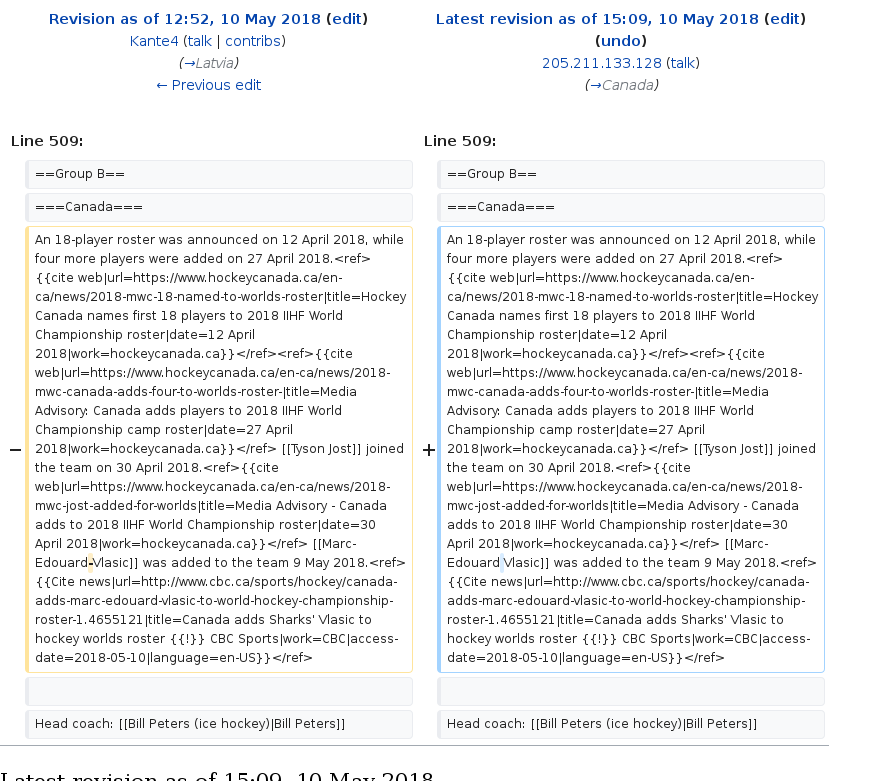 Revision as of 12:52, 10 May 2018 (edit)
Kante4 (talk | contribs)
(→Latvia)
← Previous edit
Latest revision as of 15:09, 10 May 2018 (edit)
(undo)
205.211.133.128 (talk)
(→Canada)
Line 509:
Line 509:
==Group B==
==Group B==
===Canada===
===Canada===
−
An 18-player roster was announced on 12 April 2018, while
four more players were added on 27 April 2018.<ref>
{{cite web|url=https://www.hockeycanada.ca/en-
ca/news/2018-mwc-18-named-to-worlds-roster|title=Hockey
Canada names first 18 players to 2018 IIHF World
Championship roster|date=12 April
2018|work=hockeycanada.ca}}</ref><ref>{{cite
web|url=https://www.hockeycanada.ca/en-ca/news/2018-
mwc-canada-adds-four-to-worlds-roster-|title=Media
Advisory: Canada adds players to 2018 IIHF World
Championship camp roster|date=27 April
2018|work=hockeycanada.ca}}</ref> [[Tyson Jost]] joined
the team on 30 April 2018.<ref>{{cite
web|url=https://www.hockeycanada.ca/en-ca/news/2018-
mwc-jost-added-for-worlds|title=Media Advisory - Canada
adds to 2018 IIHF World Championship roster|date=30
April 2018|work=hockeycanada.ca}}</ref> [[Marc-
Edouard-Vlasic]] was added to the team 9 May 2018.<ref>
{{Cite news|url=http://www.cbc.ca/sports/hockey/canada-
adds-marc-edouard-vlasic-to-world-hockey-championship-
roster-1.4655121|title=Canada adds Sharks' Vlasic to
hockey worlds roster {{!}} CBC Sports|work=CBC|access-
date=2018-05-10|language=en-US}}</ref>
+
An 18-player roster was announced on 12 April 2018, while
four more players were added on 27 April 2018.<ref>
{{cite web|url=https://www.hockeycanada.ca/en-
ca/news/2018-mwc-18-named-to-worlds-roster|title=Hockey
Canada names first 18 players to 2018 IIHF World
Championship roster|date=12 April
2018|work=hockeycanada.ca}}</ref><ref>{{cite
web|url=https://www.hockeycanada.ca/en-ca/news/2018-
mwc-canada-adds-four-to-worlds-roster-|title=Media
Advisory: Canada adds players to 2018 IIHF World
Championship camp roster|date=27 April
2018|work=hockeycanada.ca}}</ref> [[Tyson Jost]] joined
the team on 30 April 2018.<ref>{{cite
web|url=https://www.hockeycanada.ca/en-ca/news/2018-
mwc-jost-added-for-worlds|title=Media Advisory - Canada
adds to 2018 IIHF World Championship roster|date=30
April 2018|work=hockeycanada.ca}}</ref> [[Marc-
Edouard Vlasic]] was added to the team 9 May 2018.<ref>
{{Cite news|url=http://www.cbc.ca/sports/hockey/canada-
adds-marc-edouard-vlasic-to-world-hockey-championship-
roster-1.4655121|title=Canada adds Sharks' Vlasic to
hockey worlds roster {{!}} CBC Sports|work=CBC|access-
date=2018-05-10|language=en-US}}</ref>
Head coach: [[Bill Peters (ice hockey)|Bill Peters]]
Head coach: [[Bill Peters (ice hockey)|Bill Peters]]
Latest revision as of 15:09, 10 May 2018